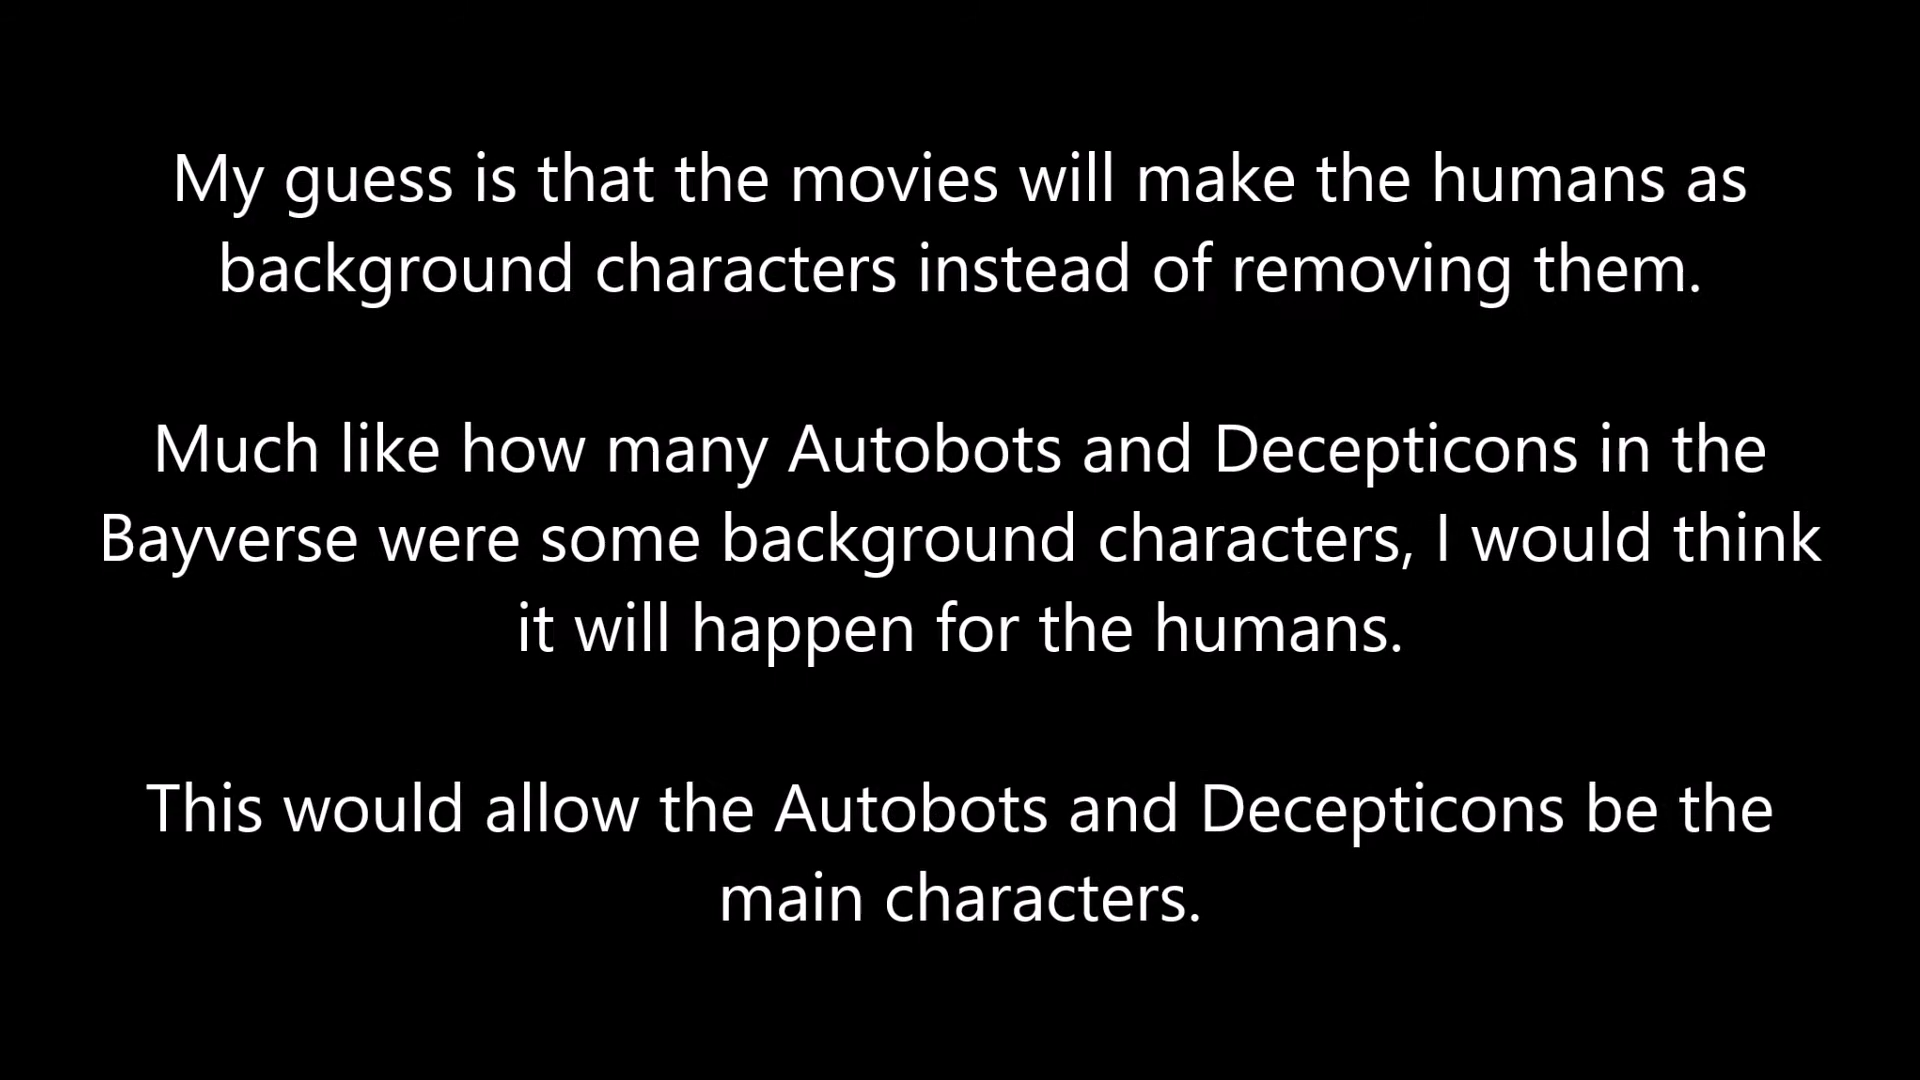 My guess is that the movies will make the humans as
background characters instead of removing them.
Much like how many Autobots and Decepticons in the
Bayverse were some background characters, I would think
it will happen for the humans.
This would allow the Autobots and Decepticons be the
main characters.